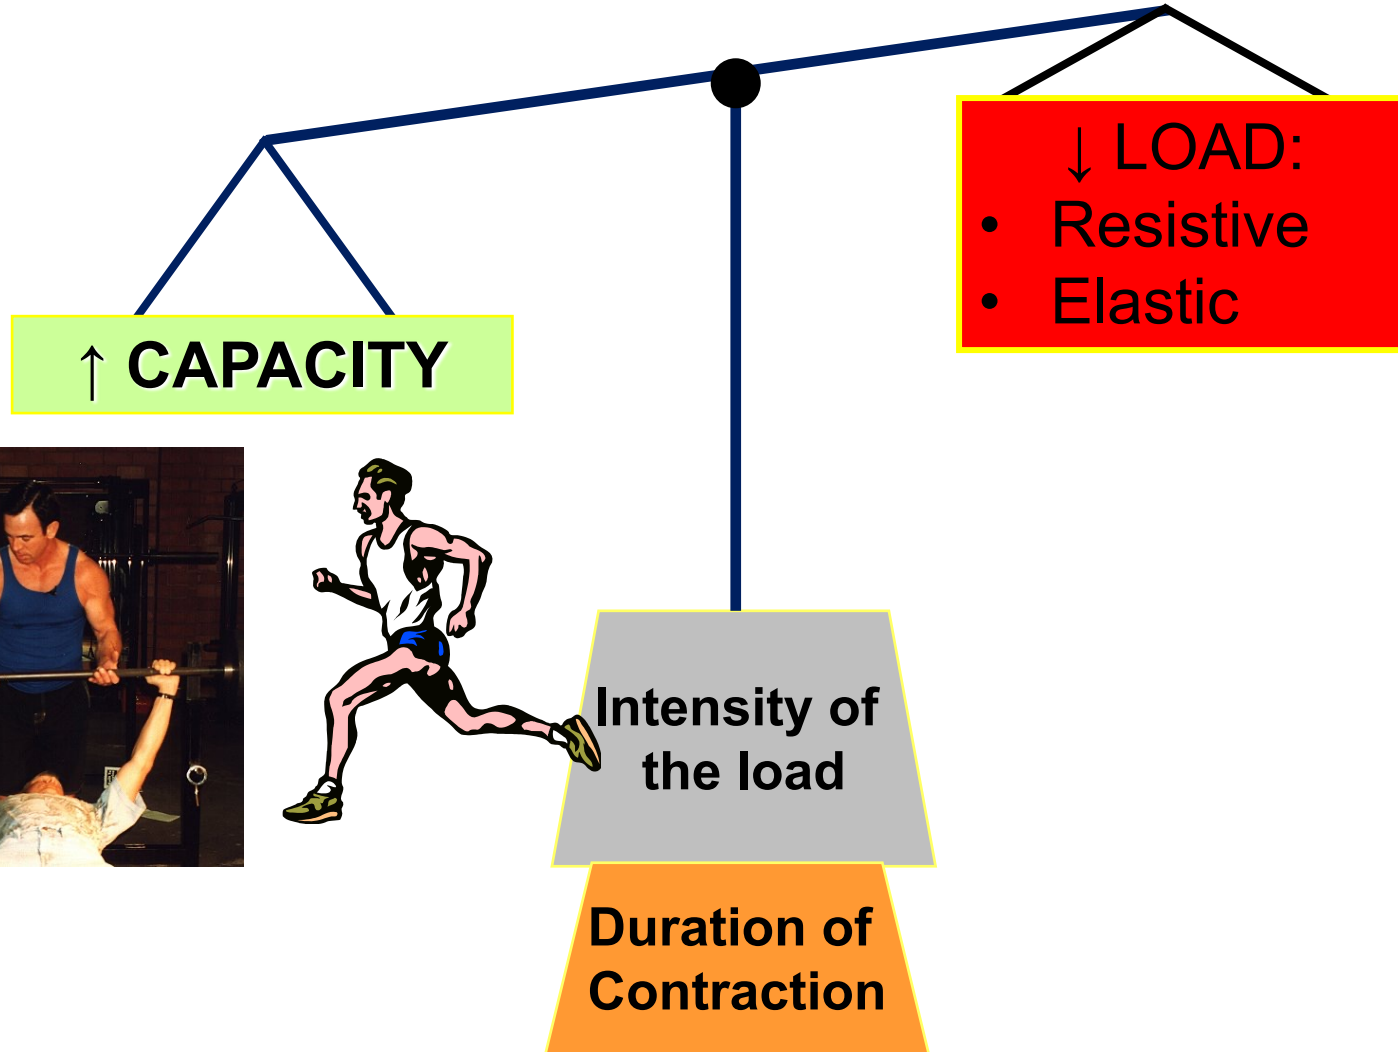 ↓ LOAD:
• Resistive
• Elastic
↑ CAPACITY
Intensity of
the load
Duration of
Contraction